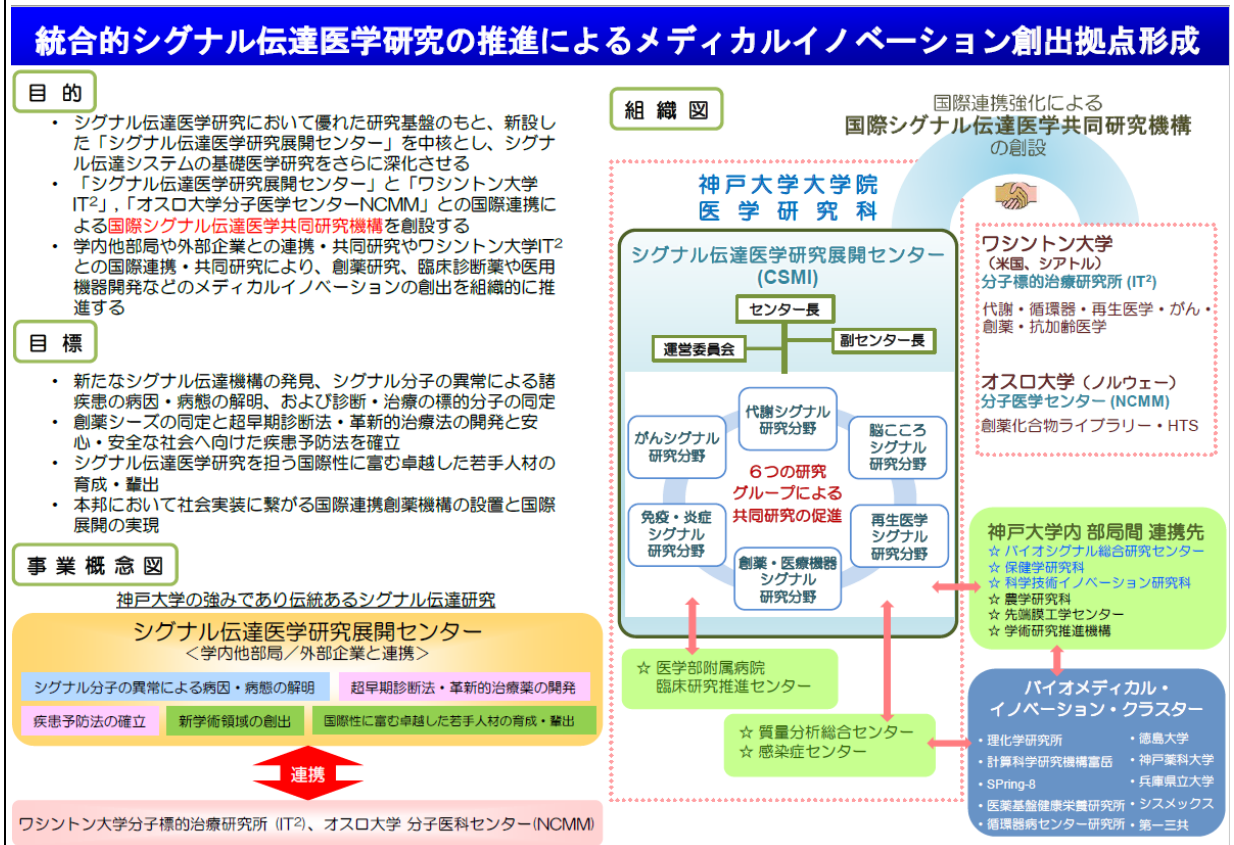 統合的シグナル伝達医学研究の推進によるメディカルイノベーション創出拠点形成
目 的
・ シグナル伝達医学研究において優れた研究基盤のもと、新設し
た「シグナル伝達医学研究展開センター」を中核とし、シグナ
ル伝達システムの基礎医学研究をさらに深化させる
・ 「シグナル伝達医学研究展開センター」と「ワシントン大学
IT²」,「オスロ大学分子医学センターNCMM」との国際連携に
よる国際シグナル伝達医学共同研究機構を創設する
・ 学内他部局や外部企業との連携・共同研究やワシントン大学IT²
との国際連携・共同研究により、創薬研究、臨床診断薬や医用
機器開発などのメディカルイノベーションの創出を組織的に推
進する
目 標
・ 新たなシグナル伝達機構の発見、シグナル分子の異常による諸
疾患の病因・病態の解明、および診断・治療の標的分子の同定
・ 創薬シーズの同定と超早期診断法・革新的治療法の開発と安
心・安全な社会へ向けた疾患予防法を確立
・ シグナル伝達医学研究を担う国際性に富む卓越した若手人材の
育成・輩出
・ 本邦において社会実装に繋がる国際連携創薬機構の設置と国際
展開の実現
事 業 概 念 図
神戸大学の強みであり伝統あるシグナル伝達研究
シグナル伝達医学研究展開センター
＜学内他部局／外部企業と連携＞
シグナル分子の異常による病因・病態の解明
超早期診断法・革新的治療薬の開発
疾患予防法の確立
新学術領域の創出
国際性に富む卓越した若手人材の育成・輩出
連携
ワシントン大学分子標的治療研究所 (IT²)、オスロ大学 分子医科センター(NCMM)
組 織 図
国際連携強化による
国際シグナル伝達医学共同研究機構
の創設
神戸大学大学院
医学研究科
シグナル伝達医学研究展開センター
(CSMI)
センター長
運営委員会
副センター長
代謝シグナル
研究分野
がんシグナル
研究分野
脳こころ
シグナル
研究分野
６つの研究
グループによる
共同研究の促進
免疫・炎症
シグナル
研究分野
再生医学
シグナル
研究分野
創薬・医療機器
シグナル
研究分野
☆ 医学部附属病院
臨床研究推進センター
☆ 質量分析総合センター
☆ 感染症センター
ワシントン大学
（米国、シアトル）
分子標的治療研究所 (IT²)
代謝・循環器・再生医学・がん・
創薬・抗加齢医学
オスロ大学（ノルウェー）
分子医学センター (NCMM)
創薬化合物ライブラリー・HTS
神戸大学内 部局間 連携先
☆ バイオシグナル総合研究センター
☆ 保健学研究科
☆ 科学技術イノベーション研究科
☆ 農学研究科
☆ 先端膜工学センター
☆ 学術研究推進機構
バイオメディカル・
イノベーション・クラスター
・理化学研究所
・計算科学研究機構富岳
・SPring-8
・医薬基盤健康栄養研究所
・循環器病センター研究所
・徳島大学
・神戸薬科大学
・兵庫県立大学
・シスメックス
・第一三共